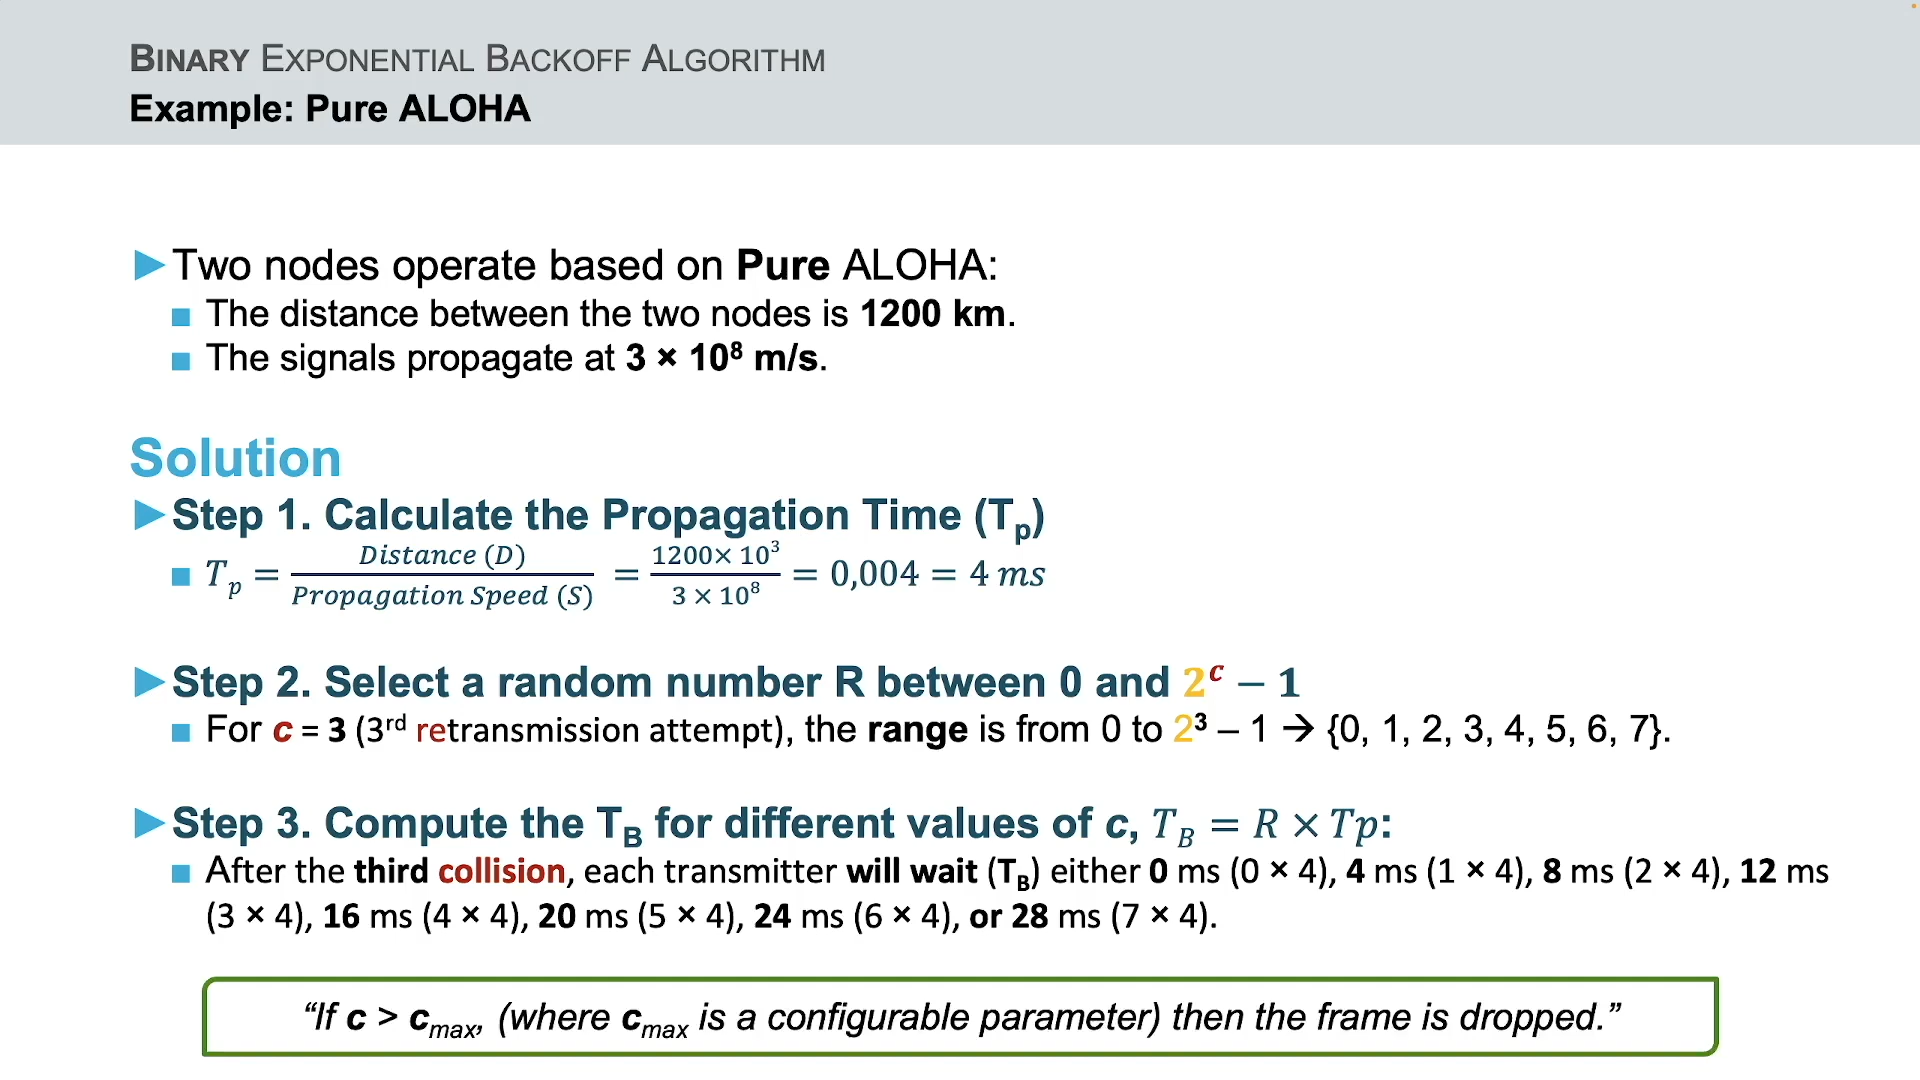 BINARY EXPONENTIAL BACKOFF ALGORITHM
Example: Pure ALOHA
▶Two nodes operate based on Pure ALOHA:
■ The distance between the two nodes is 1200 km.
■ The signals propagate at 3 × 10⁸ m/s.
Solution
▶Step 1. Calculate the Propagation Time (Tₚ)
■ Tₚ = Distance (D) / Propagation Speed (S) = 1200× 10³ / 3 × 10⁸ = 0,004 = 4 ms
▶Step 2. Select a random number R between 0 and 2ᶜ – 1
■ For c = 3 (3ʳᵈ retransmission attempt), the range is from 0 to 2³ – 1 → {0, 1, 2, 3, 4, 5, 6, 7}.
▶Step 3. Compute the T_B for different values of c, T_B = R × Tp:
■ After the third collision, each transmitter will wait (T_B) either 0 ms (0 × 4), 4 ms (1 × 4), 8 ms (2 × 4), 12 ms
(3 × 4), 16 ms (4 × 4), 20 ms (5 × 4), 24 ms (6 × 4), or 28 ms (7 × 4).
“If c > c_max, (where c_max is a configurable parameter) then the frame is dropped.”